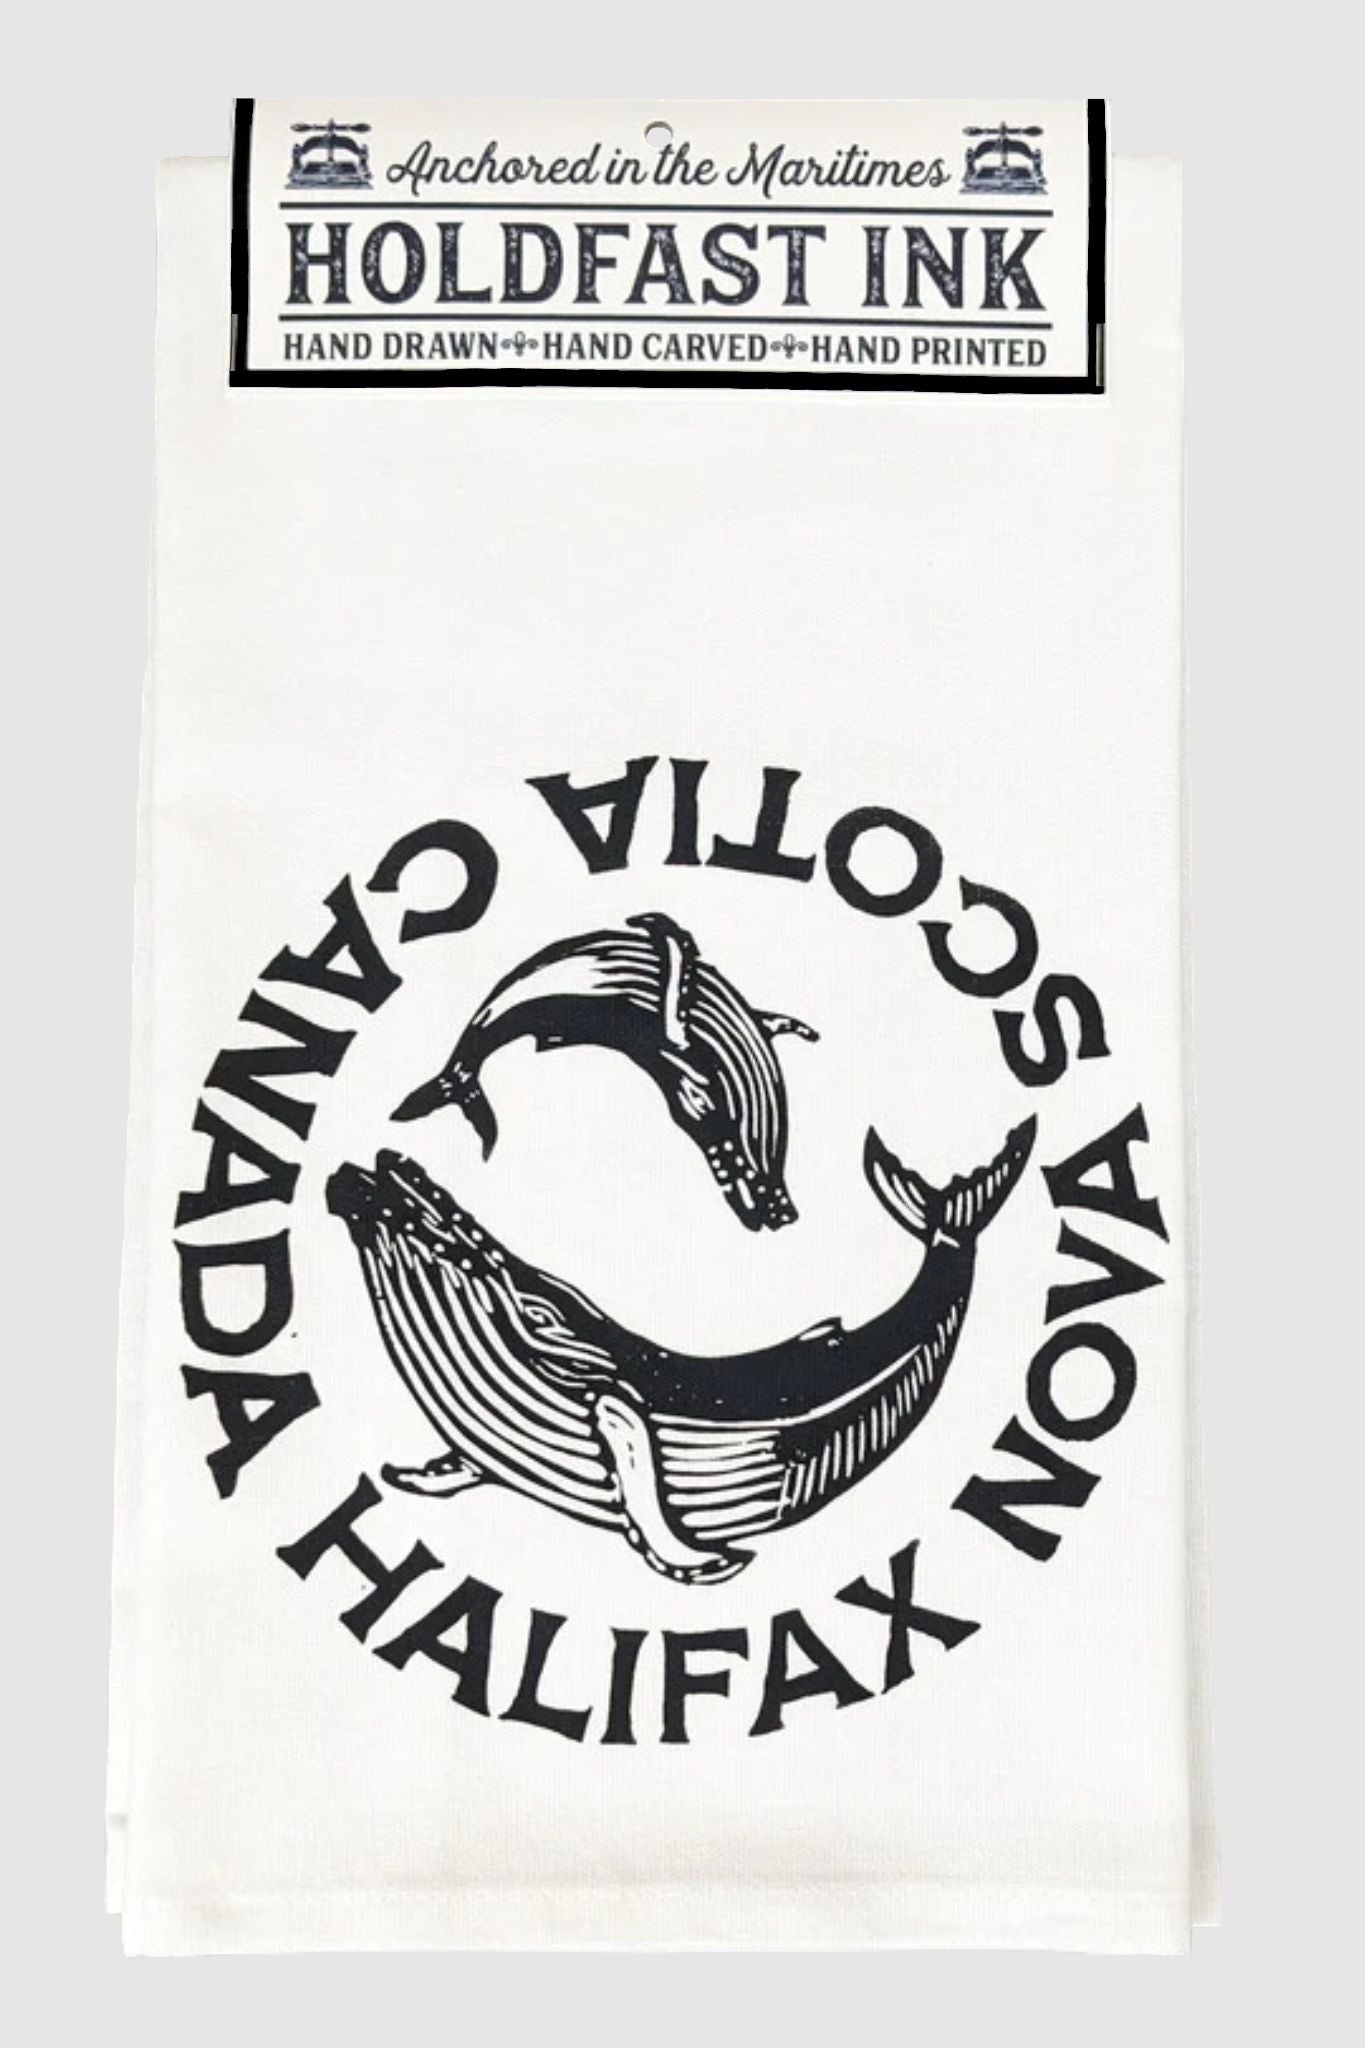 Anchored in the Maritimes
HOLDFAST INK
HAND DRAWN HAND CARVED HAND PRINTED
HALIFAX NOVA SCOTIA CANADA